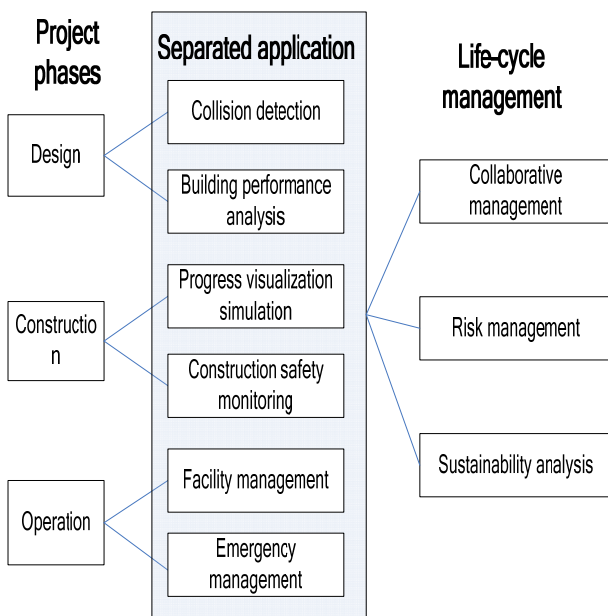 Project
phases
Design
Constructio
n
Operation
Separated application
Collision detection
Building performance
analysis
Progress visualization
simulation
Construction safety
monitoring
Facility management
Emergency
management
Life-cycle
management
Collaborative
management
Risk management
Sustainability analysis